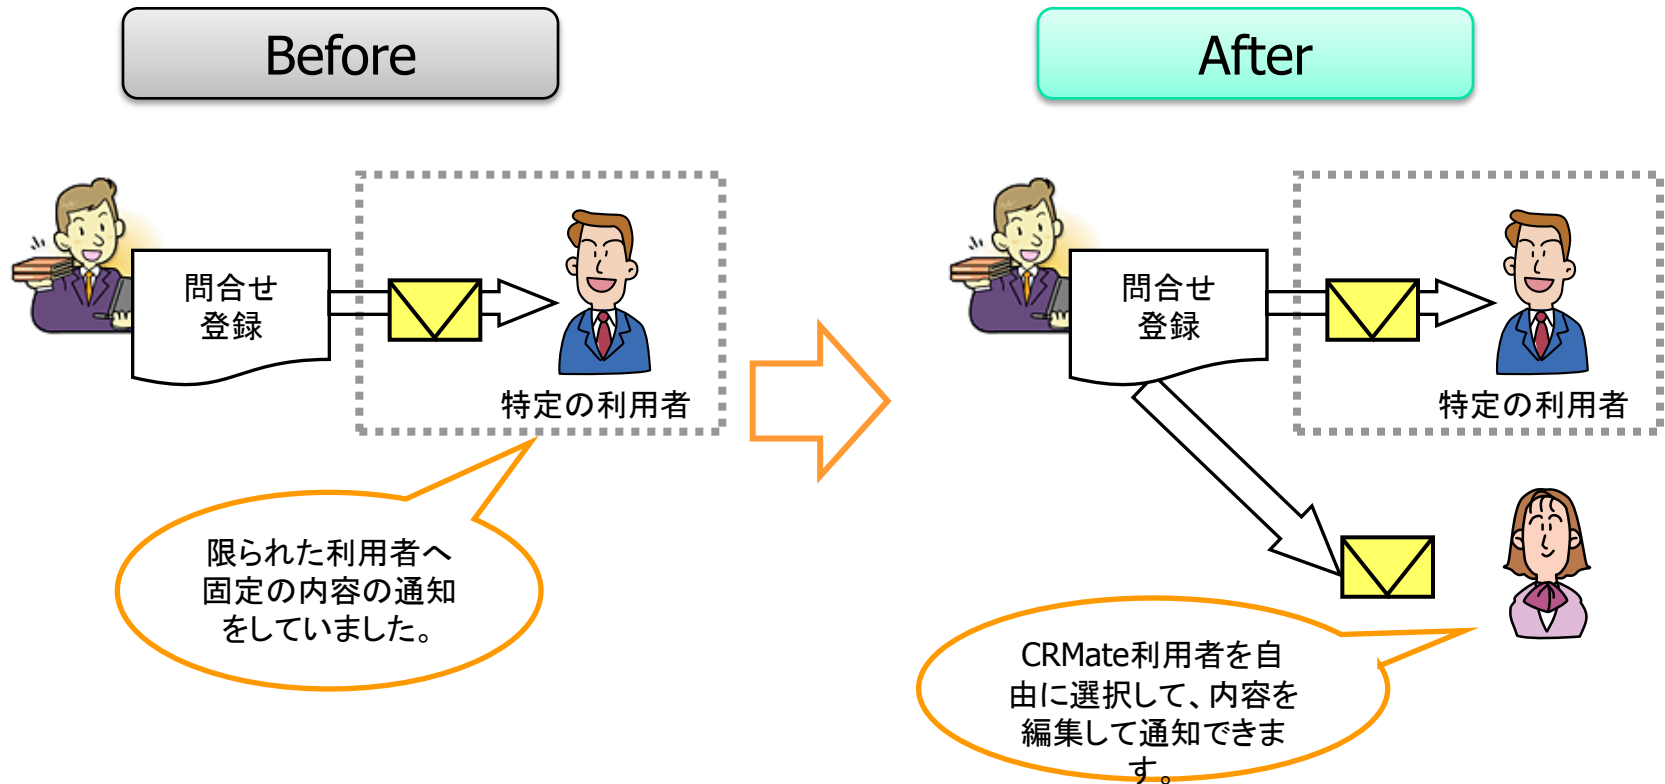 Before
After
問合せ
登録
特定の利用者
限られた利用者へ
固定の内容の通知
をしていました。
問合せ
登録
特定の利用者
CRMate利用者を自
由に選択して、内容を
編集して通知できま
す。